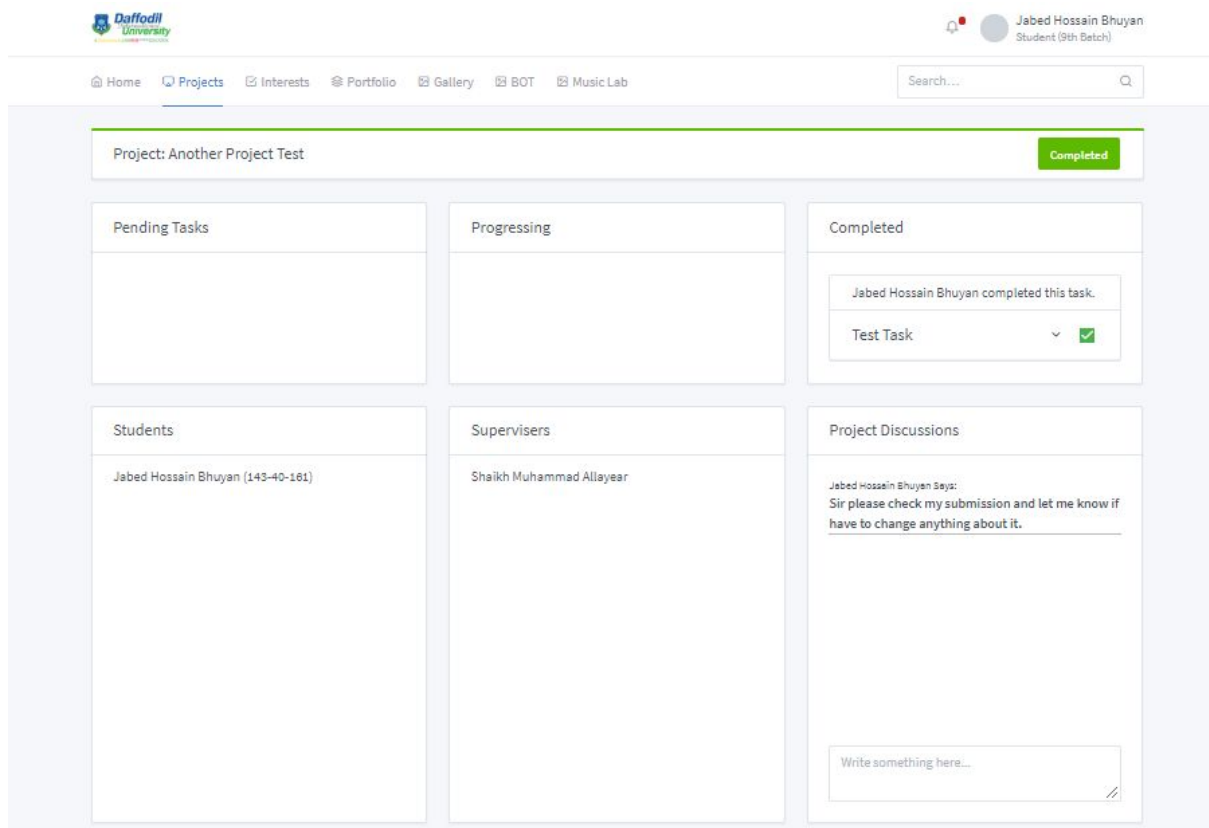 Daffodil
University
Jabed Hossain Bhuyan
Student (9th Betch)
Home Projects Interests Portfolio Gallery BOT Music Lab
Search...
Project: Another Project Test
Completed
Pending Tasks
Progressing
Completed
Jabed Hossain Bhuyan completed this task.
Test Task
Students
Jabed Hossain Bhuyan (143-40-161)
Supervisers
Shaikh Muhammad Allayear
Project Discussions
Jabed Hossain Bhuyan Says:
Sir please check my submission and let me know if
have to change anything about it.
Write something here...